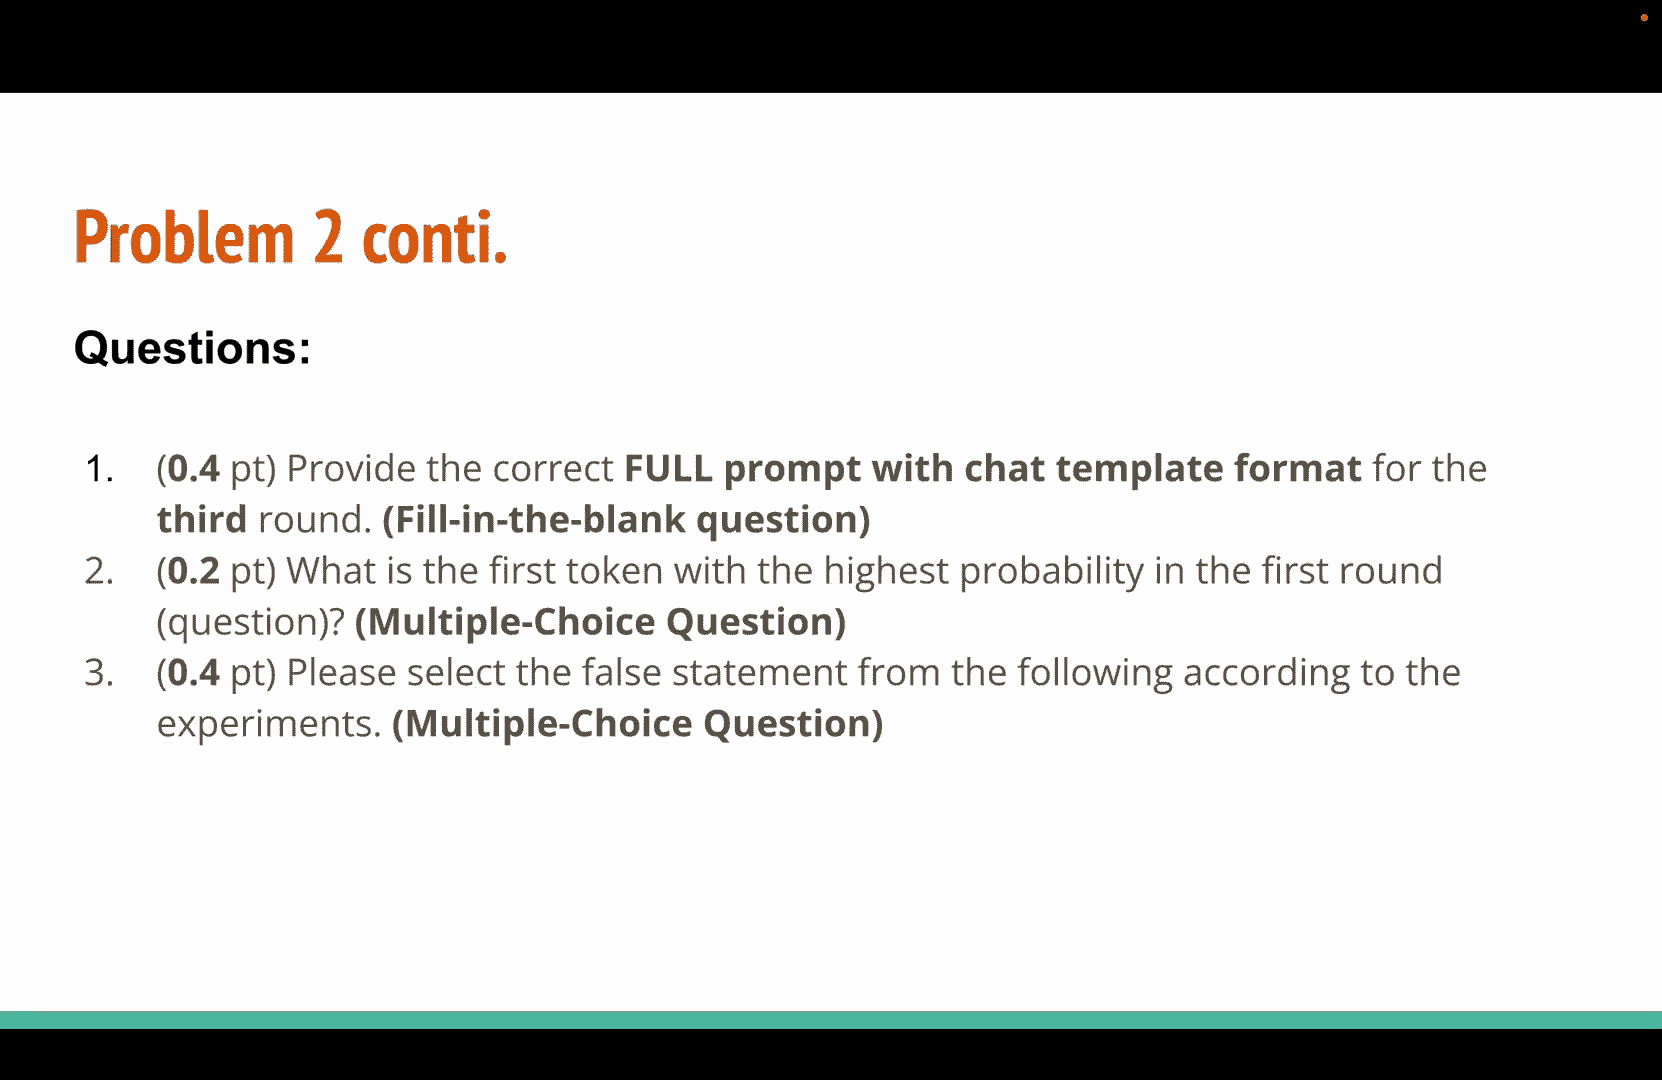 Problem 2 conti.
Questions:
1. (0.4 pt) Provide the correct FULL prompt with chat template format for the
third round. (Fill-in-the-blank question)
2. (0.2 pt) What is the first token with the highest probability in the first round
(question)? (Multiple-Choice Question)
3. (0.4 pt) Please select the false statement from the following according to the
experiments. (Multiple-Choice Question)